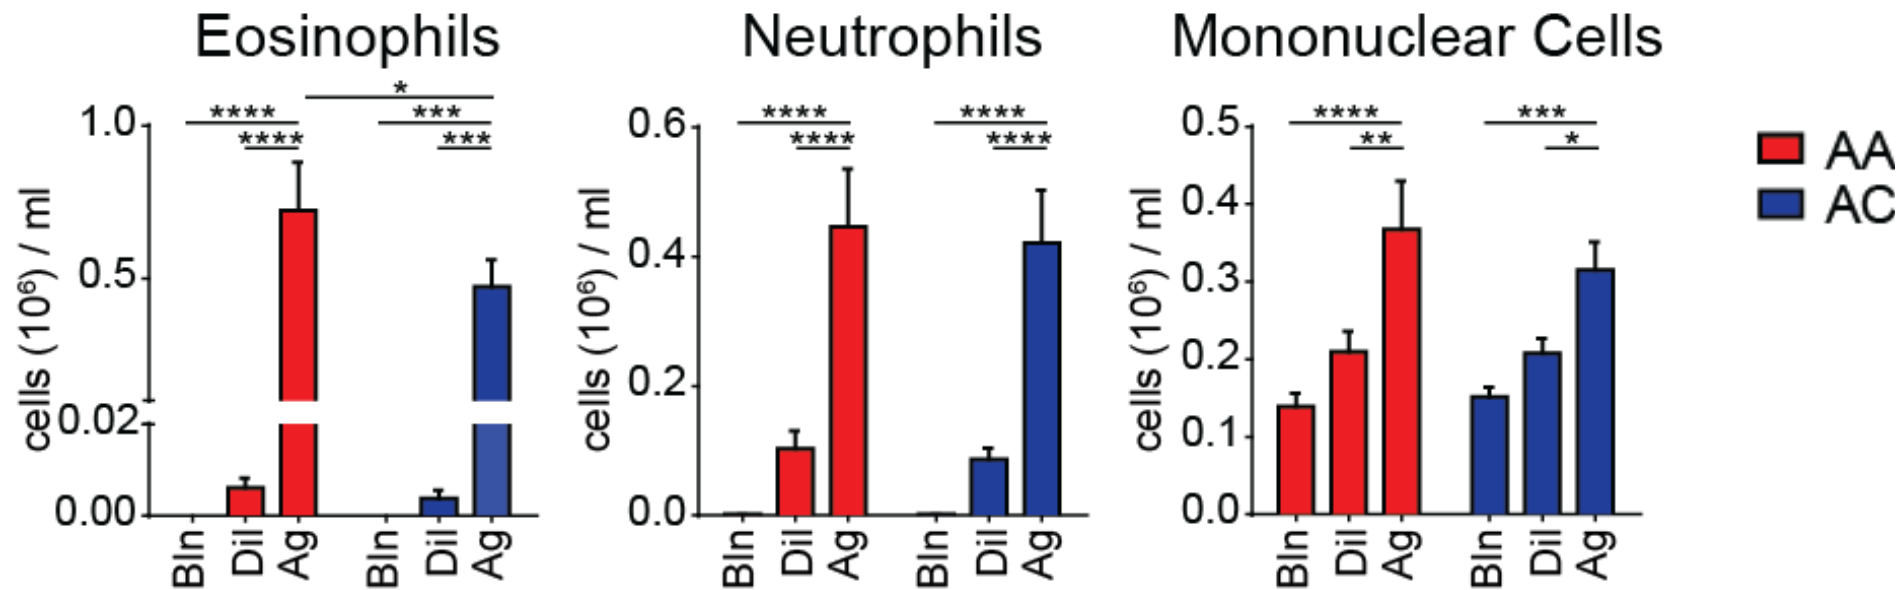 Eosinophils
Neutrophils
Mononuclear Cells
*
**** ***
**** ***
1.0
0.5
0.02
0.00
cells (10⁶) / ml
Bln Dil Ag Bln Dil Ag
**** ****
**** ****
0.6
0.4
0.2
0.0
cells (10⁶) / ml
Bln Dil Ag Bln Dil Ag
**** ***
** *
0.5
0.4
0.3
0.2
0.1
0.0
cells (10⁶) / ml
Bln Dil Ag Bln Dil Ag
AA
AC